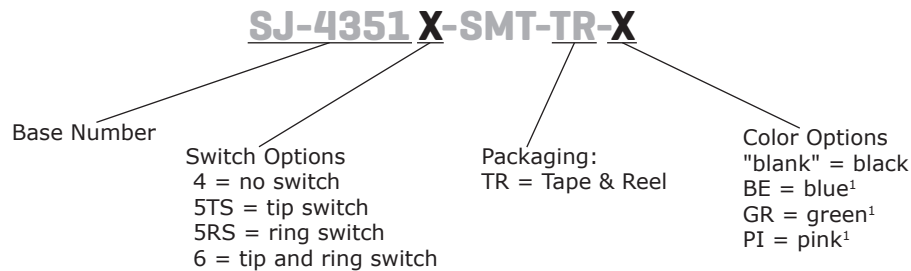 SJ-4351 X-SMT-TR-X
Base Number
Switch Options
4 = no switch
5TS = tip switch
5RS = ring switch
6 = tip and ring switch
Packaging:
TR = Tape & Reel
Color Options
"blank" = black
BE = blue¹
GR = green¹
PI = pink¹